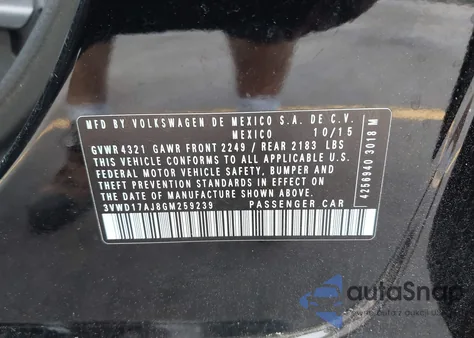 MFD BY VOLKSWAGEN DE MEXICO S.A. DE C.V.
MEXICO 10/15
GVWR 4321 GAWR FRONT 2249 / REAR 2183 LBS
THIS VEHICLE CONFORMS TO ALL APPLICABLE U.S.
FEDERAL MOTOR VEHICLE SAFETY, BUMPER AND
THEFT PREVENTION STANDARDS IN EFFECT ON
THE DATE OF MANUFACTURE SHOWN ABOVE.
3VWD17AJ8GM259239 PASSENGER CAR
4258940 3018 M
autoSnap